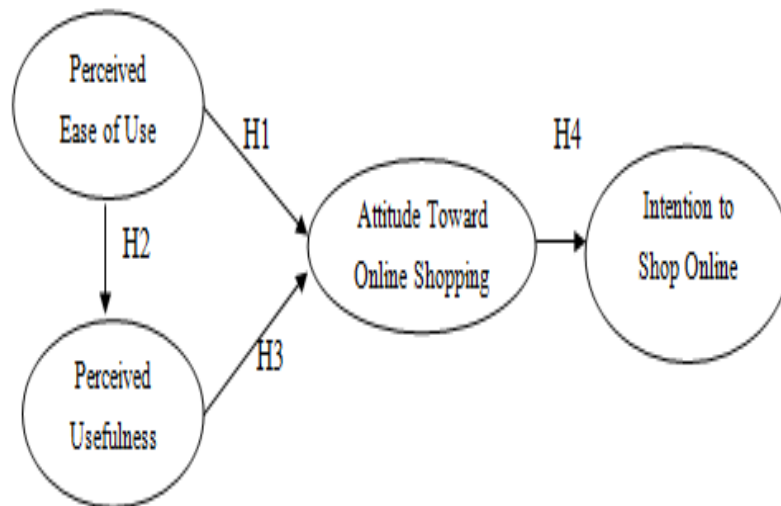 Perceived
Ease of Use
H1
H2
Perceived
Usefulness
H3
Attitude Toward
Online Shopping
H4
Intention to
Shop Online